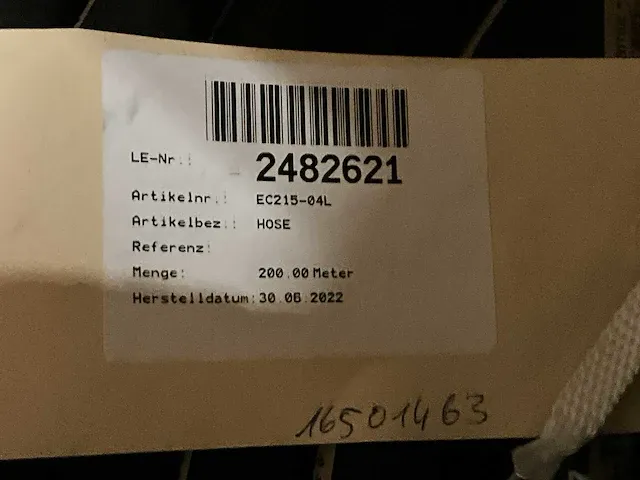 LE-Nr.: 2482621
Artikelnr.: EC215-04L
Artikelbez.: HOSE
Referenz:
Menge: 200.00 Meter
Herstelldatum: 30.06.2022
16501463